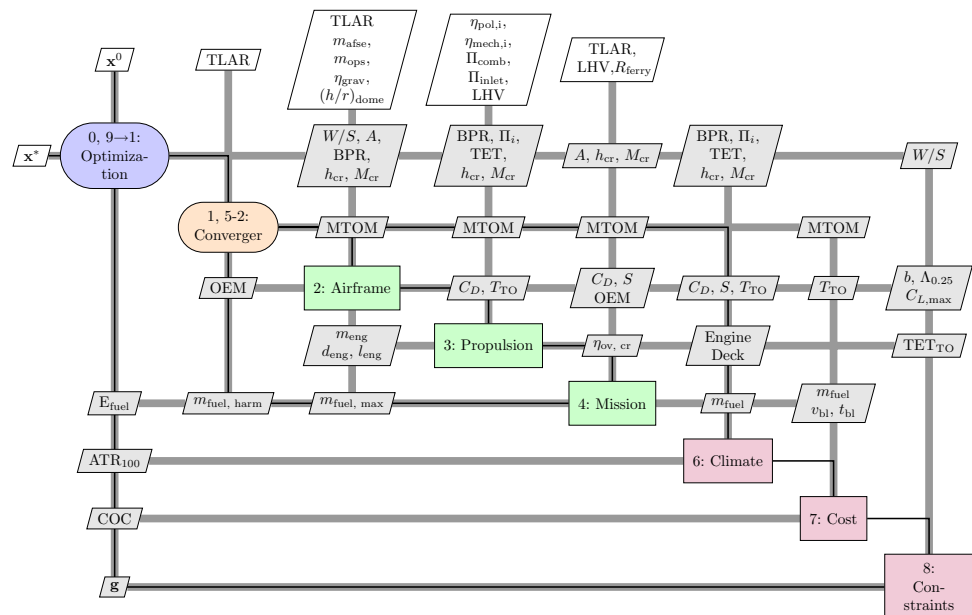 TLAR
m_afse,
m_ops,
η_grav,
(h/r)_dome
η_pol,i,
η_mech,i,
Π_comb,
Π_inlet,
LHV
x^0
TLAR
TLAR,
LHV,R_ferry
x*
0, 9→1:
Optimiza-
tion
W/S, A,
BPR,
h_cr, M_cr
BPR, Π_i,
TET,
h_cr, M_cr
A, h_cr, M_cr
BPR, Π_i,
TET,
h_cr, M_cr
W/S
1, 5-2:
Converger
MTOM
MTOM
MTOM
MTOM
OEM
2: Airframe
C_D, T_TO
C_D, S
OEM
C_D, S, T_TO
T_TO
b, Λ_0.25
C_L,max
m_eng
d_eng, l_eng
3: Propulsion
η_ov, cr
Engine
Deck
TET_TO
E_fuel
m_fuel, harm
m_fuel, max
4: Mission
m_fuel
m_fuel
v_bl, t_bl
ATR_100
6: Climate
COC
7: Cost
g
8:
Con-
straints